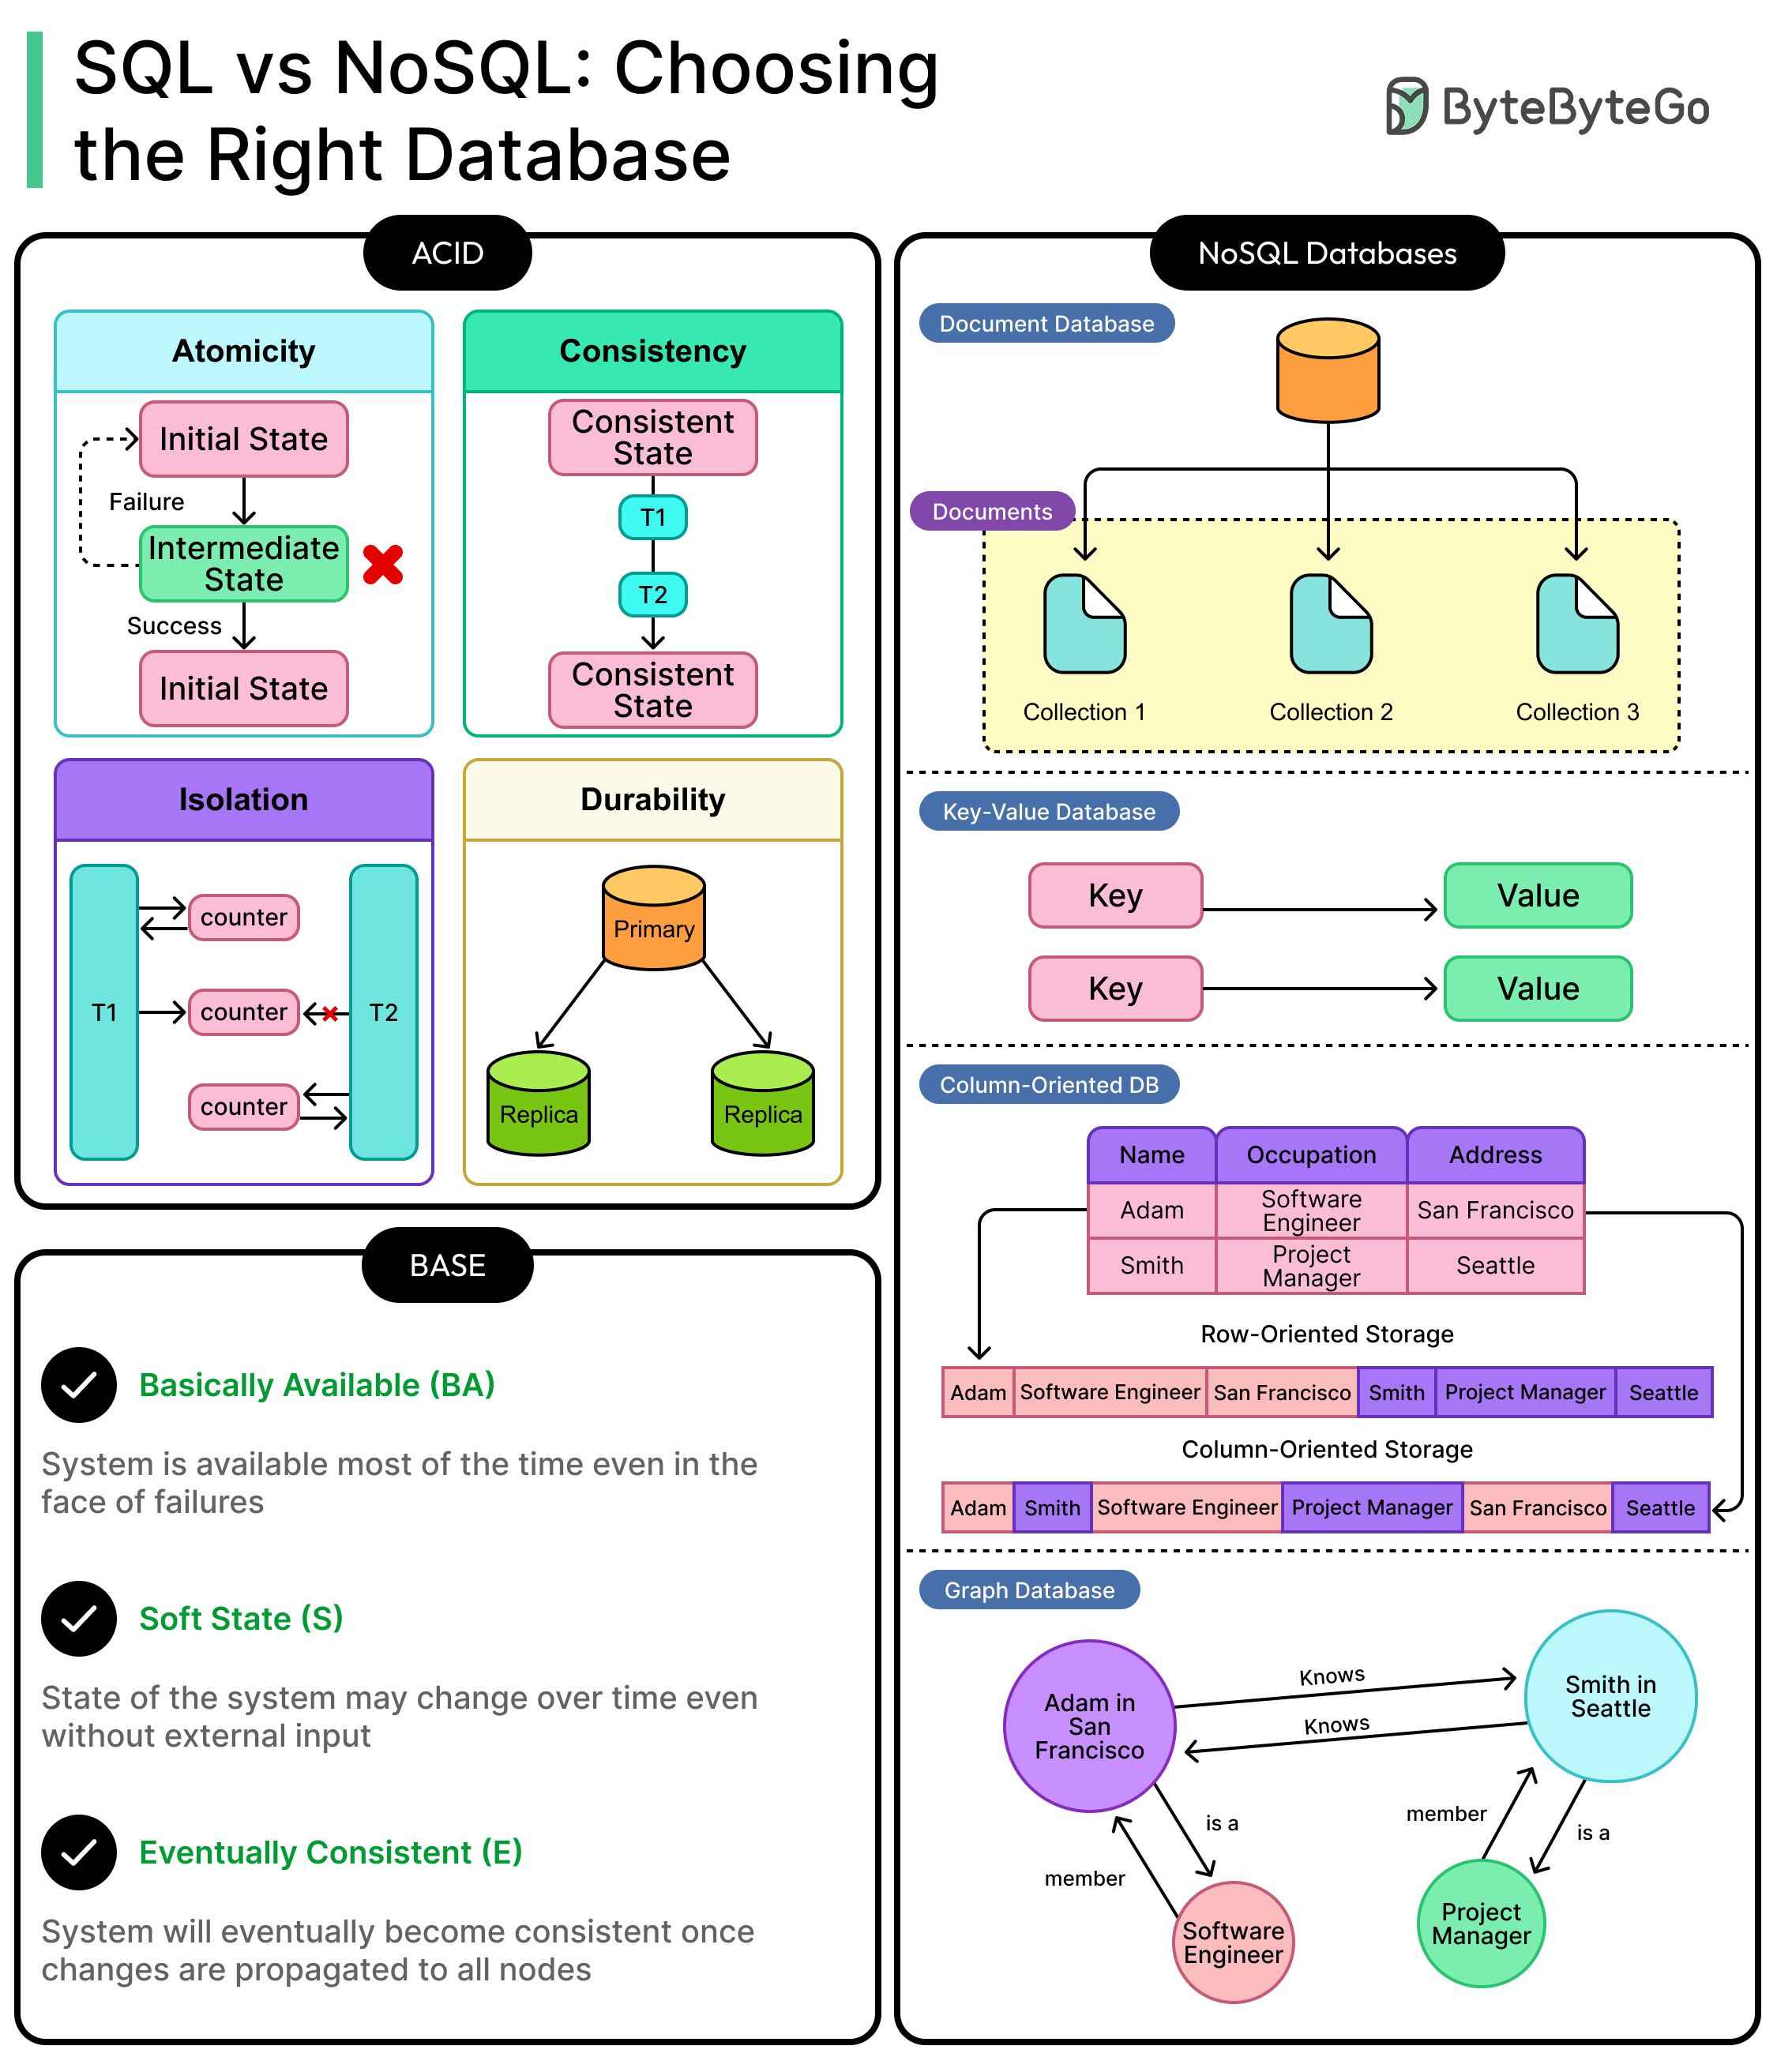 SQL vs NoSQL: Choosing
the Right Database
ByteByteGo
ACID
Atomicity
Initial State
Failure
Intermediate
State
Success
Initial State
Consistency
Consistent
State
T1
T2
Consistent
State
Isolation
T1
counter
counter
counter
T2
Durability
Primary
Replica
Replica
BASE
Basically Available (BA)
System is available most of the time even in the
face of failures
Soft State (S)
State of the system may change over time even
without external input
Eventually Consistent (E)
System will eventually become consistent once
changes are propagated to all nodes
NoSQL Databases
Document Database
Documents
Collection 1
Collection 2
Collection 3
Key-Value Database
Key
Value
Key
Value
Column-Oriented DB
Name
Occupation
Address
Adam
Software
Engineer
San Francisco
Smith
Project
Manager
Seattle
Row-Oriented Storage
Adam
Software Engineer
San Francisco
Smith
Project Manager
Seattle
Column-Oriented Storage
Adam
Smith
Software Engineer
Project Manager
San Francisco
Seattle
Graph Database
Adam in
San
Francisco
Knows
Knows
Smith in
Seattle
is a
member
member
is a
Software
Engineer
Project
Manager